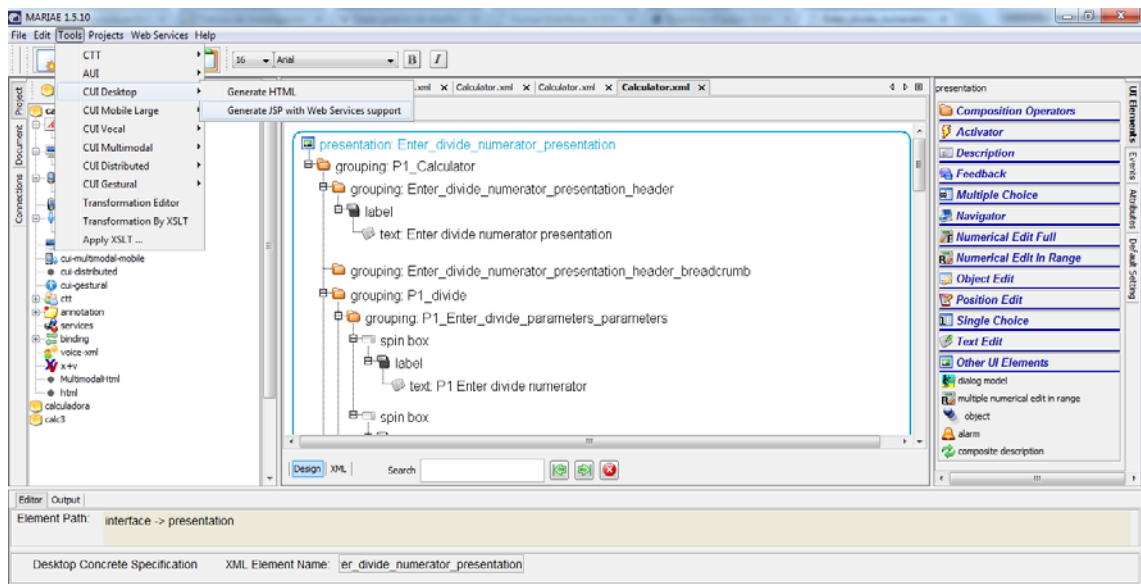 MARIAE 1.5.10
File Edit Tools Projects Web Services Help
16 Arial B I
CTT
AUI
CUI Desktop
CUI Mobile Large
CUI Vocal
CUI Multimodal
CUI Distributed
CUI Gestural
Transformation Editor
Transformation By XSLT
Apply XSLT ...
Generate HTML
Generate JSP with Web Services support
Project
Document
Connections
cui-multimodal-mobile
cui-distributed
cui-gestural
ctt
annotation
services
binding
voice-xml
x+v
MultimodalHtml
html
calculadora
calc3
.xml Calculator.xml Calculator.xml Calculator.xml
presentation: Enter_divide_numerator_presentation
grouping: P1_Calculator
grouping: Enter_divide_numerator_presentation_header
label
text: Enter divide numerator presentation
grouping: Enter_divide_numerator_presentation_header_breadcrumb
grouping: P1_divide
grouping: P1_Enter_divide_parameters_parameters
spin box
label
text: P1 Enter divide numerator
spin box
Design XML Search
presentation
Composition Operators
Activator
Description
Feedback
Multiple Choice
Navigator
Numerical Edit Full
Numerical Edit In Range
Object Edit
Position Edit
Single Choice
Text Edit
Other UI Elements
dialog model
multiple numerical edit in range
object
alarm
composite description
UI Elements
Events
Attributes
Default Setting
Editor Output
Element Path: interface -> presentation
Desktop Concrete Specification XML Element Name: er_divide_numerator_presentation